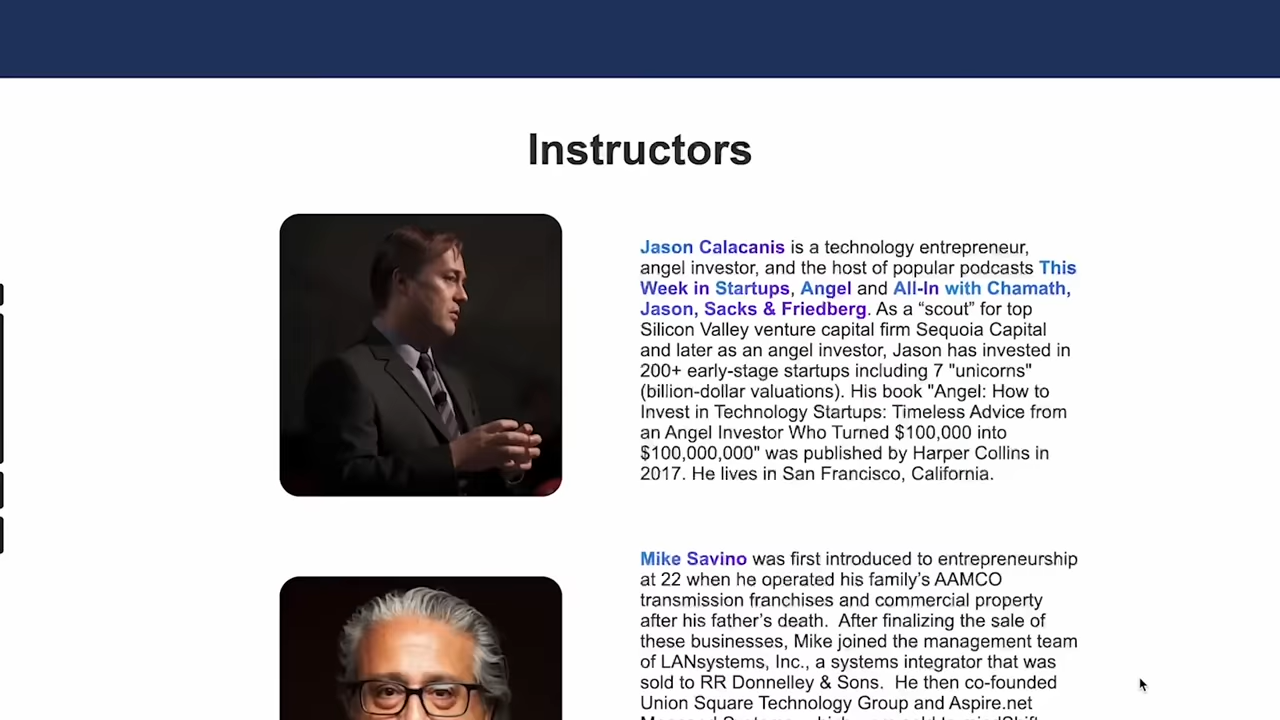 Instructors
Jason Calacanis is a technology entrepreneur,
angel investor, and the host of popular podcasts This
Week in Startups, Angel and All-In with Chamath,
Jason, Sacks & Friedberg. As a “scout” for top
Silicon Valley venture capital firm Sequoia Capital
and later as an angel investor, Jason has invested in
200+ early-stage startups including 7 "unicorns"
(billion-dollar valuations). His book "Angel: How to
Invest in Technology Startups: Timeless Advice from
an Angel Investor Who Turned $100,000 into
$100,000,000" was published by Harper Collins in
2017. He lives in San Francisco, California.
Mike Savino was first introduced to entrepreneurship
at 22 when he operated his family’s AAMCO
transmission franchises and commercial property
after his father’s death.  After finalizing the sale of
these businesses, Mike joined the management team
of LANsystems, Inc., a systems integrator that was
sold to RR Donnelley & Sons.  He then co-founded
Union Square Technology Group and Aspire.net